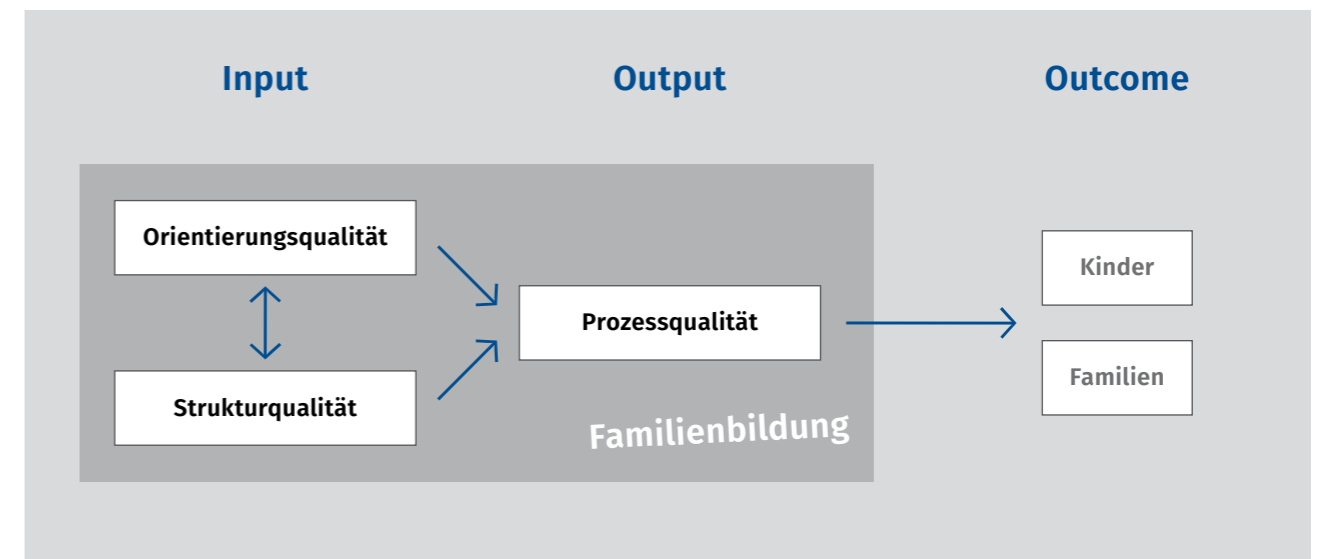 Input
Output
Outcome
Orientierungsqualität
Strukturqualität
Prozessqualität
Familienbildung
Kinder
Familien